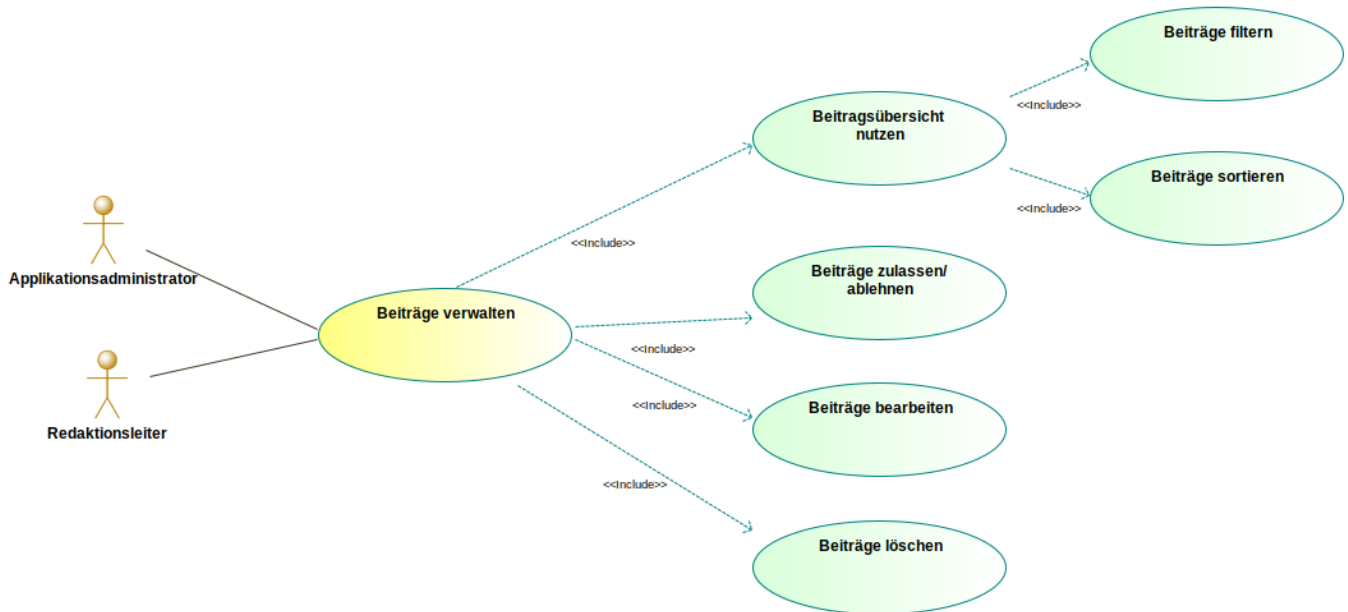 Beiträge filtern
<<Include>>
Beitragsübersicht
nutzen
Beiträge sortieren
<<Include>>
<<Include>>
Applikationsadministrator
Beiträge zulassen/
ablehnen
Beiträge verwalten
<<Include>>
Redaktionsleiter
<<Include>>
Beiträge bearbeiten
<<Include>>
Beiträge löschen